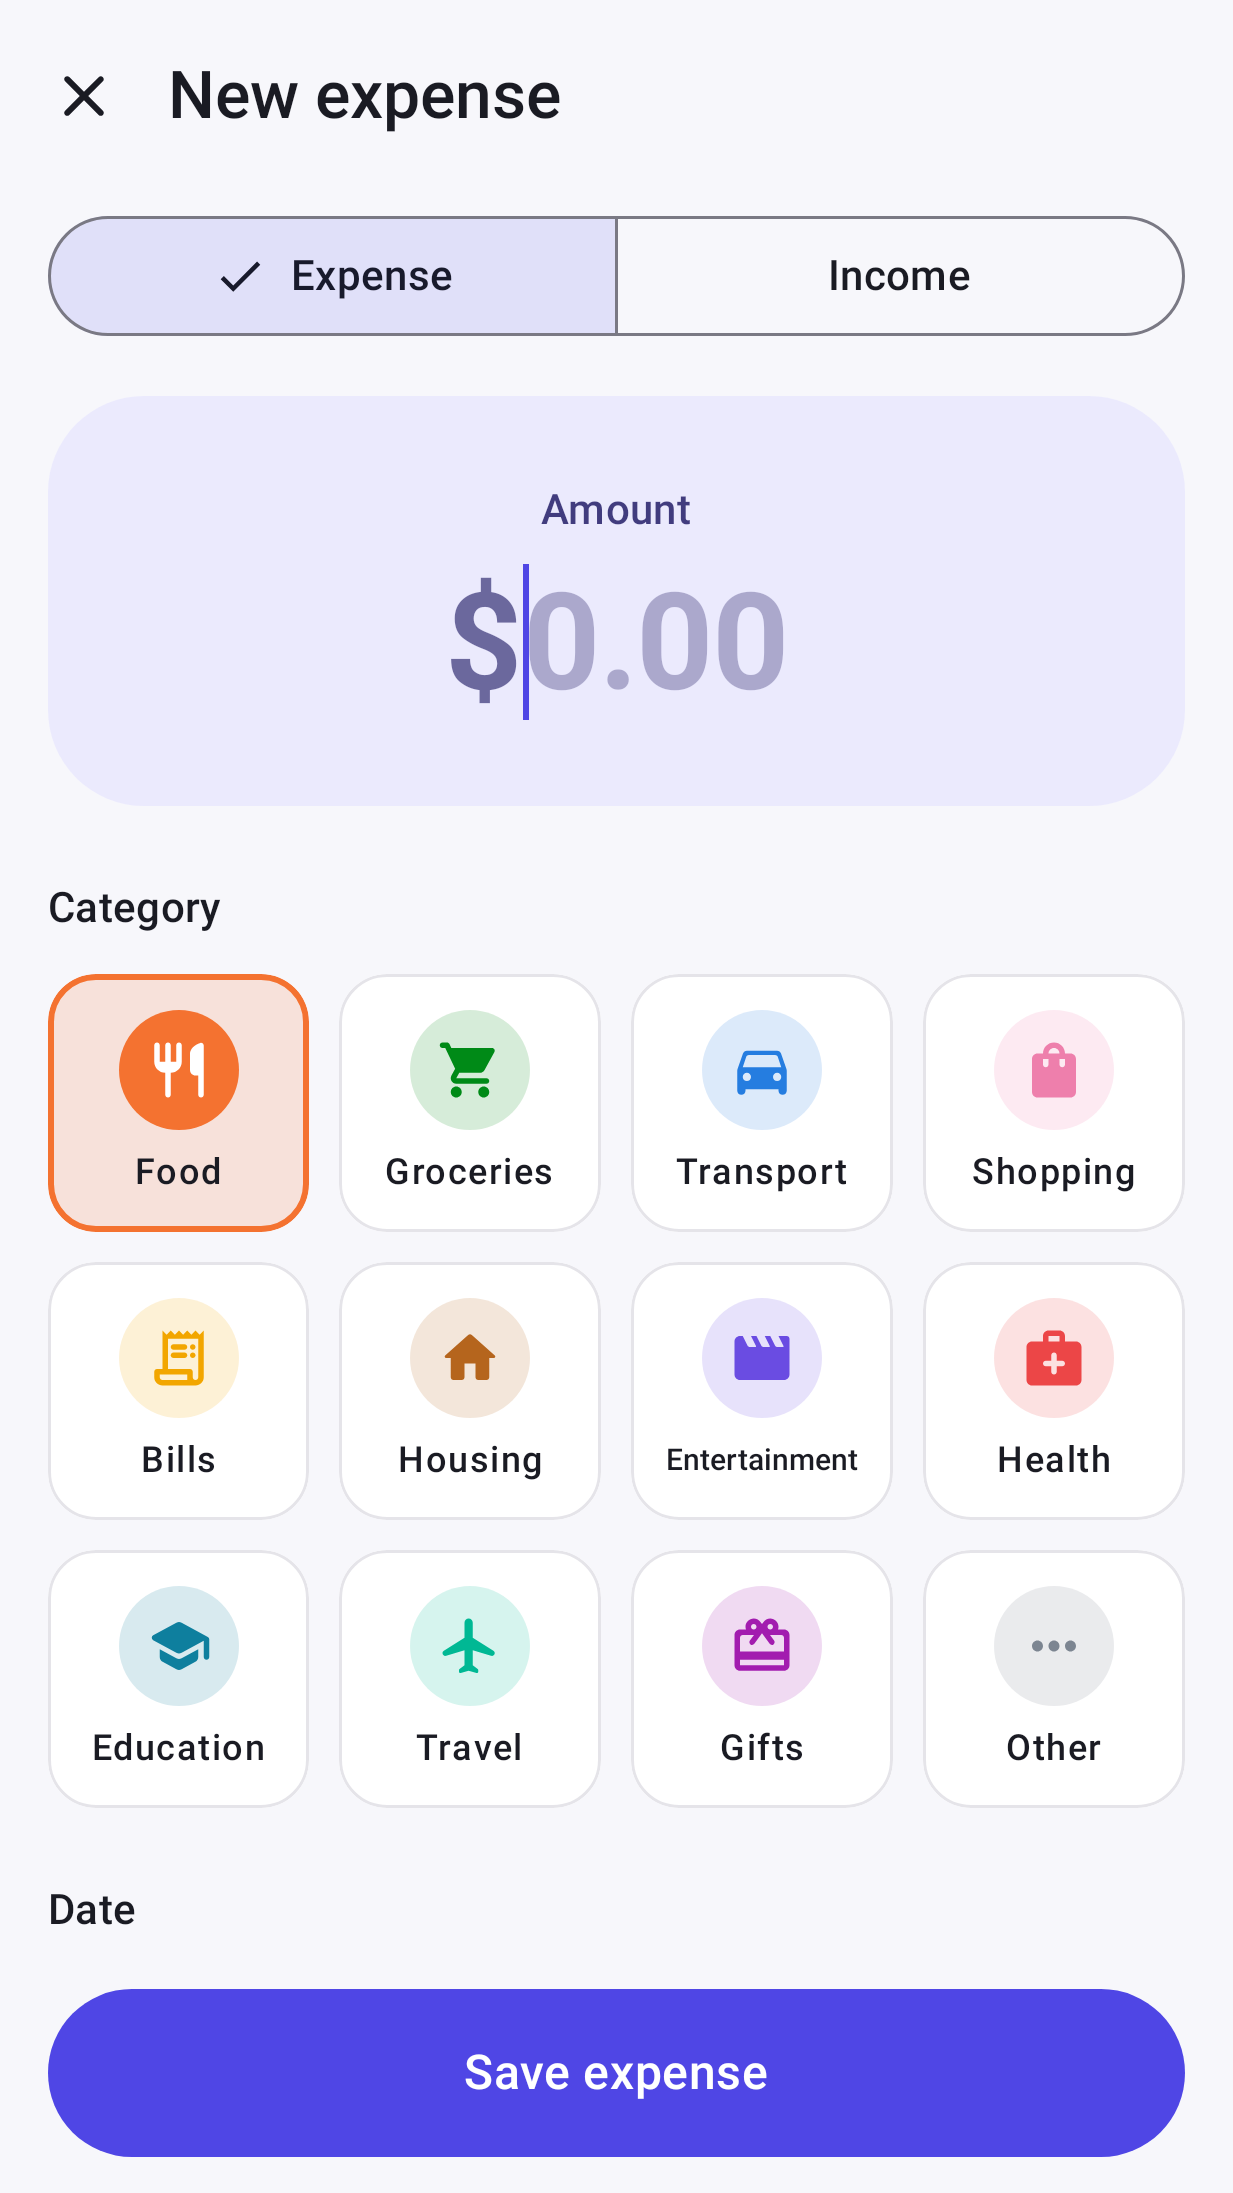 New expense
Expense
Income
Amount
$0.00
Category
Food
Groceries
Transport
Shopping
Bills
Housing
Entertainment
Health
Education
Travel
Gifts
Other
Date
Save expense